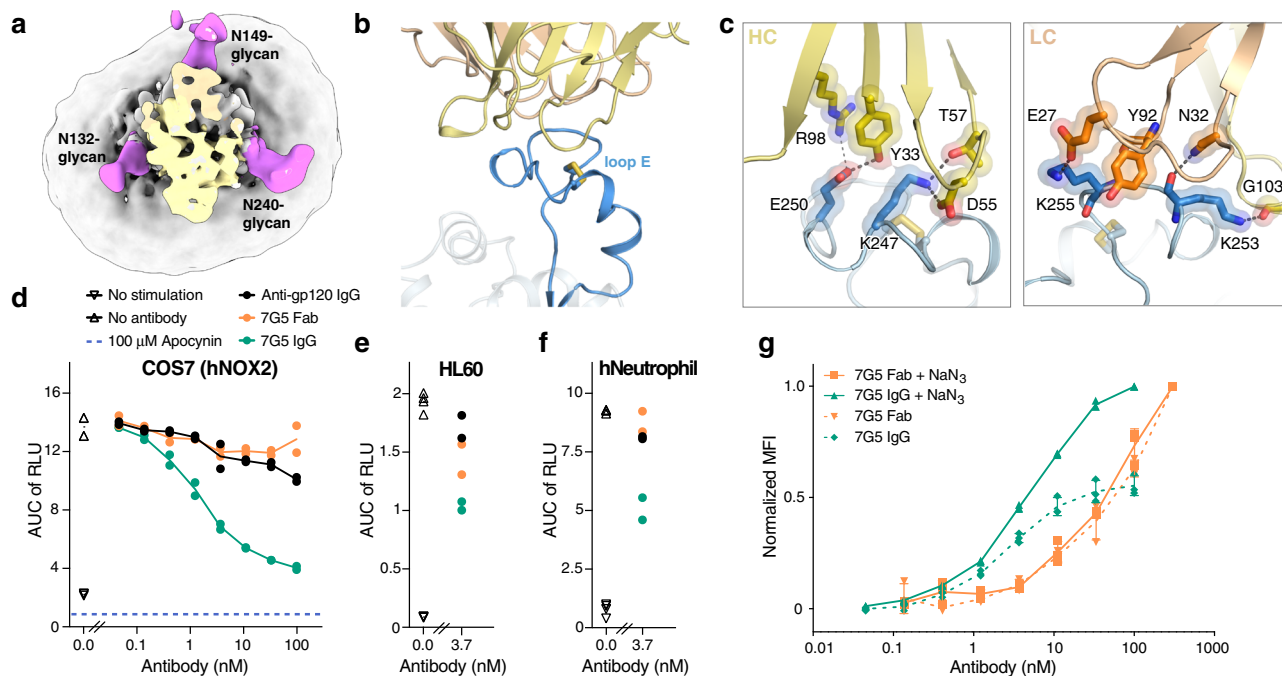 a
N149-
glycan
N132-
glycan
N240-
glycan
b
loop E
c
HC
R98
T57
Y33
E250
D55
K247
LC
E27
Y92
N32
G103
K255
K253
d
No stimulation
No antibody
100 µM Apocynin
Anti-gp120 IgG
7G5 Fab
7G5 IgG
COS7 (hNOX2)
AUC of RLU
16
12
8
4
0
0.0
0.1
1
10
100
Antibody (nM)
e
HL60
AUC of RLU
2
1.5
1
0.5
0
0.0
3.7
Antibody (nM)
f
hNeutrophil
AUC of RLU
10
7.5
5
2.5
0
0.0
3.7
Antibody (nM)
g
7G5 Fab + NaN₃
7G5 IgG + NaN₃
7G5 Fab
7G5 IgG
Normalized MFI
1.0
0.5
0
0.01
0.1
1
10
100
1000
Antibody (nM)